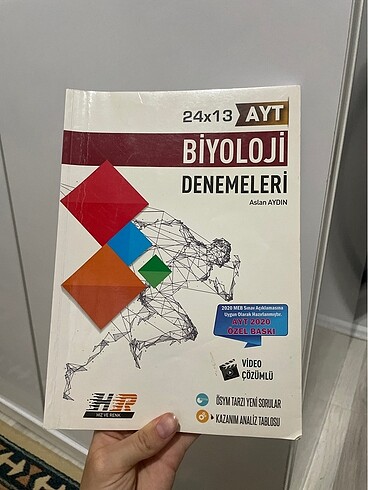 24x13 AYT
BİYOLOJİ
DENEMELERİ
Aslan AYDIN
2020 MEB Sınav Açıklamasına
Uygun Olarak Hazırlanmıştır.
AYT 2020
ÖZEL BASKI
VİDEO
ÇÖZÜMLÜ
ÖSYM TARZI YENİ SORULAR
KAZANIM ANALİZ TABLOSU
HR
HIZ VE RENK